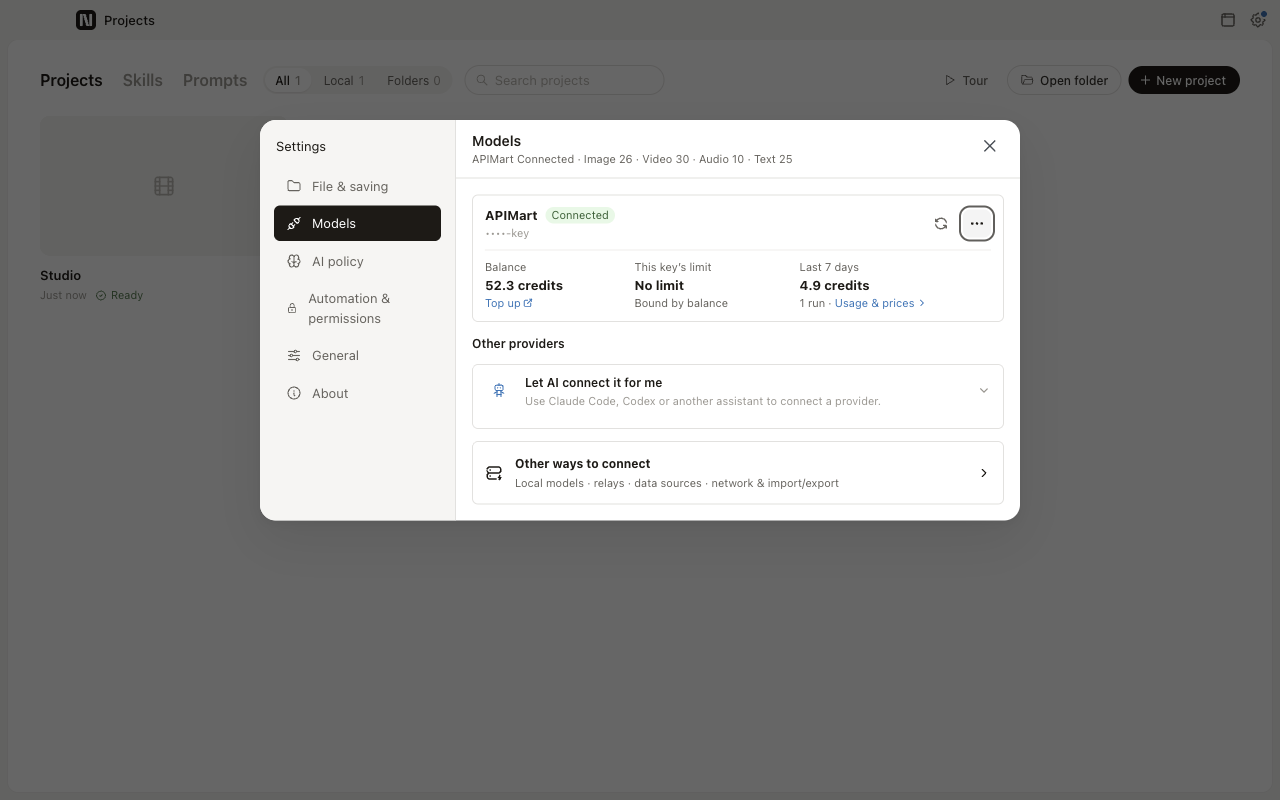 Projects
Projects
Skills
Prompts
All 1
Local 1
Folders 0
Search projects
Tour
Open folder
New project
Studio
Just now
Ready
Settings
File & saving
Models
AI policy
Automation &
permissions
General
About
Models
APIMart Connected · Image 26 · Video 30 · Audio 10 · Text 25
APIMart
Connected
•••••key
Balance
52.3 credits
Top up
This key's limit
No limit
Bound by balance
Last 7 days
4.9 credits
1 run · Usage & prices
Other providers
Let AI connect it for me
Use Claude Code, Codex or another assistant to connect a provider.
Other ways to connect
Local models · relays · data sources · network & import/export